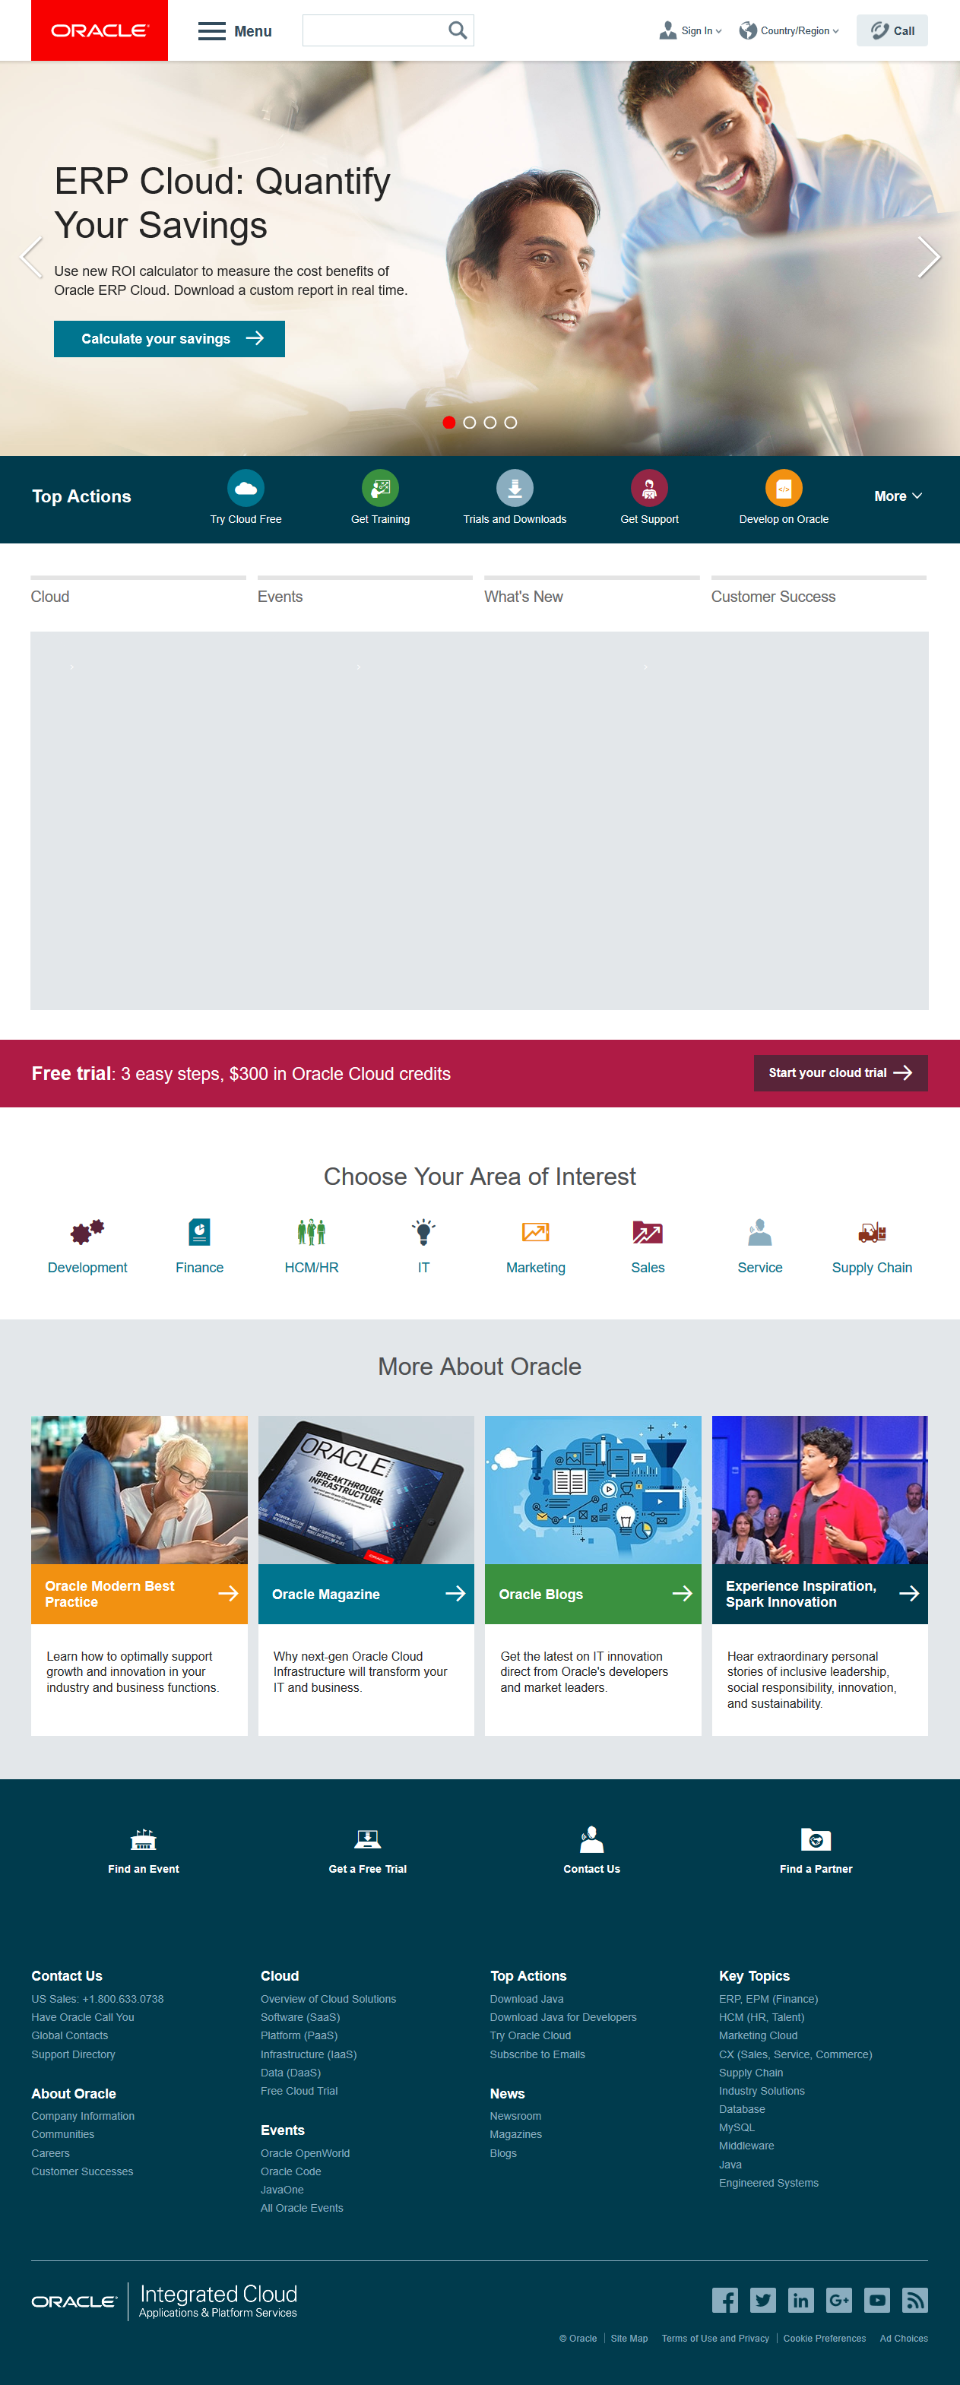 ORACLE
Menu
Sign In
Country/Region
Call
ERP Cloud: Quantify
Your Savings
Use new ROI calculator to measure the cost benefits of
Oracle ERP Cloud. Download a custom report in real time.
Calculate your savings
Top Actions
Try Cloud Free
Get Training
Trials and Downloads
Get Support
Develop on Oracle
More
Cloud
Events
What's New
Customer Success
Free trial: 3 easy steps, $300 in Oracle Cloud credits
Start your cloud trial
Choose Your Area of Interest
Development
Finance
HCM/HR
IT
Marketing
Sales
Service
Supply Chain
More About Oracle
ORACLE
BREAKTHROUGH
INFRASTRUCTURE
Oracle Modern Best
Practice
Oracle Magazine
Oracle Blogs
Experience Inspiration,
Spark Innovation
Learn how to optimally support
growth and innovation in your
industry and business functions.
Why next-gen Oracle Cloud
Infrastructure will transform your
IT and business.
Get the latest on IT innovation
direct from Oracle's developers
and market leaders.
Hear extraordinary personal
stories of inclusive leadership,
social responsibility, innovation,
and sustainability.
Find an Event
Get a Free Trial
Contact Us
Find a Partner
Contact Us
US Sales: +1.800.633.0738
Have Oracle Call You
Global Contacts
Support Directory
About Oracle
Company Information
Communities
Careers
Customer Successes
Cloud
Overview of Cloud Solutions
Software (SaaS)
Platform (PaaS)
Infrastructure (IaaS)
Data (DaaS)
Free Cloud Trial
Events
Oracle OpenWorld
Oracle Code
JavaOne
All Oracle Events
Top Actions
Download Java
Download Java for Developers
Try Oracle Cloud
Subscribe to Emails
News
Newsroom
Magazines
Blogs
Key Topics
ERP, EPM (Finance)
HCM (HR, Talent)
Marketing Cloud
CX (Sales, Service, Commerce)
Supply Chain
Industry Solutions
Database
MySQL
Middleware
Java
Engineered Systems
ORACLE
Integrated Cloud
Applications & Platform Services
© Oracle
Site Map
Terms of Use and Privacy
Cookie Preferences
Ad Choices